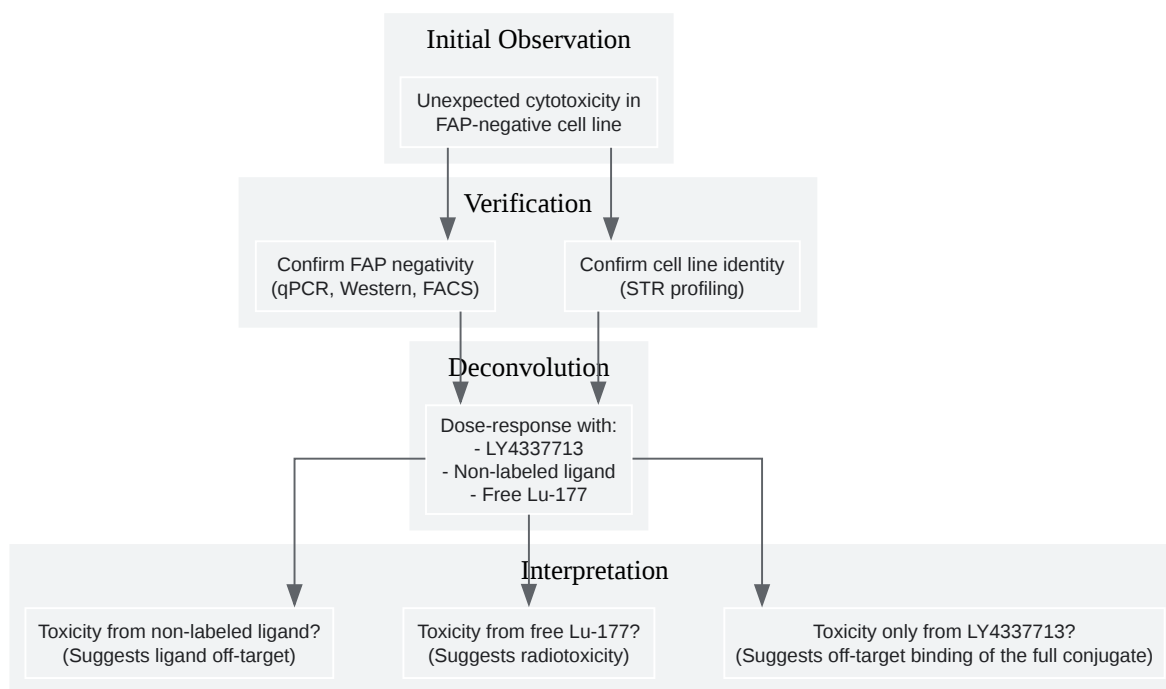 Initial Observation
Unexpected cytotoxicity in
FAP-negative cell line
Verification
Confirm FAP negativity
(qPCR, Western, FACS)
Confirm cell line identity
(STR profiling)
Deconvolution
Dose-response with:
- LY4337713
- Non-labeled ligand
- Free Lu-177
Interpretation
Toxicity from non-labeled ligand?
(Suggests ligand off-target)
Toxicity from free Lu-177?
(Suggests radiotoxicity)
Toxicity only from LY4337713?
(Suggests off-target binding of the full conjugate)